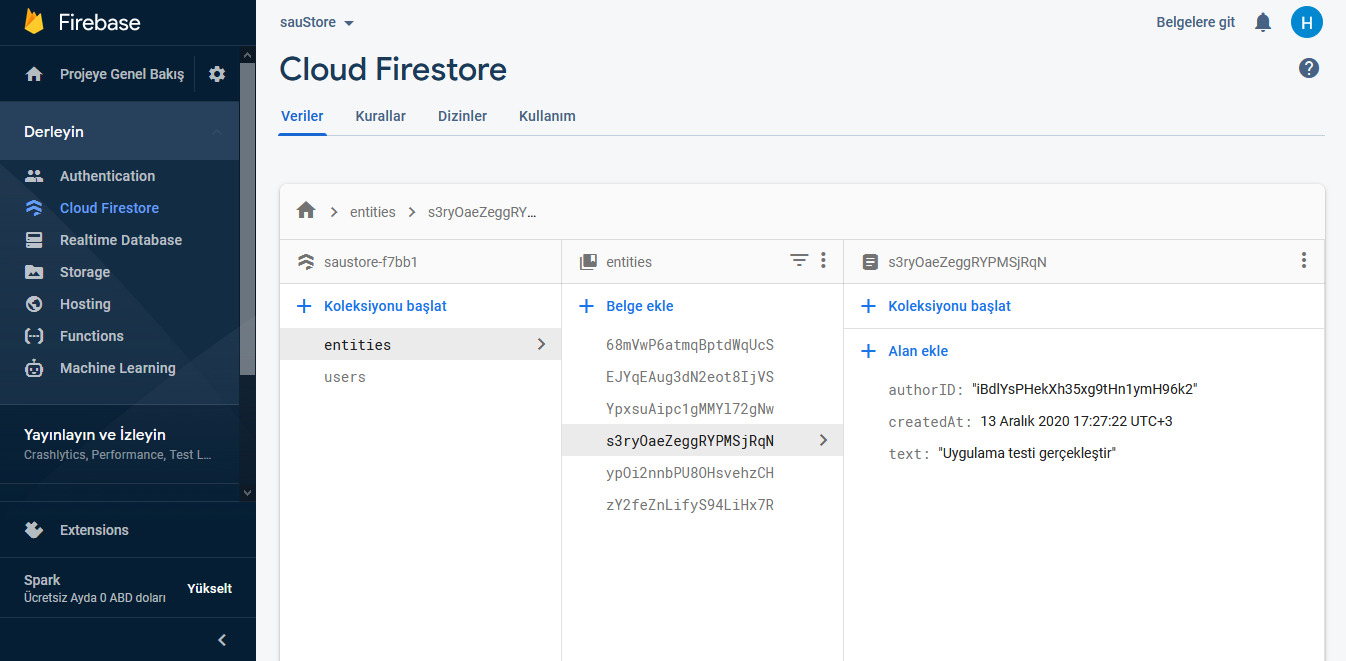 Firebase
Projeye Genel Bakış
Derleyin
Authentication
Cloud Firestore
Realtime Database
Storage
Hosting
Functions
Machine Learning
Yayınlayın ve İzleyin
Crashlytics, Performance, Test L...
Extensions
Spark
Ücretsiz Ayda 0 ABD doları
Yükselt
sauStore
Belgelere git
H
Cloud Firestore
?
Veriler Kurallar Dizinler Kullanım
entities > s3ryOaeZeggRY...
saustore-f7bb1
Koleksiyonu başlat
entities
users
entities
Belge ekle
68mVwP6atmqBptdWqUcS
EJYqEAug3dN2eot8IjVS
YpxsuAipc1gMMYl72gNw
s3ryOaeZeggRYPMSjRqN
ypOi2nnbPU8OHsvehzCH
zY2feZnLifyS94LiHx7R
s3ryOaeZeggRYPMSjRqN
Koleksiyonu başlat
Alan ekle
authorID: "iBdlYsPHekXh35xg9tHn1ymH96k2"
createdAt: 13 Aralık 2020 17:27:22 UTC+3
text: "Uygulama testi gerçekleştir"